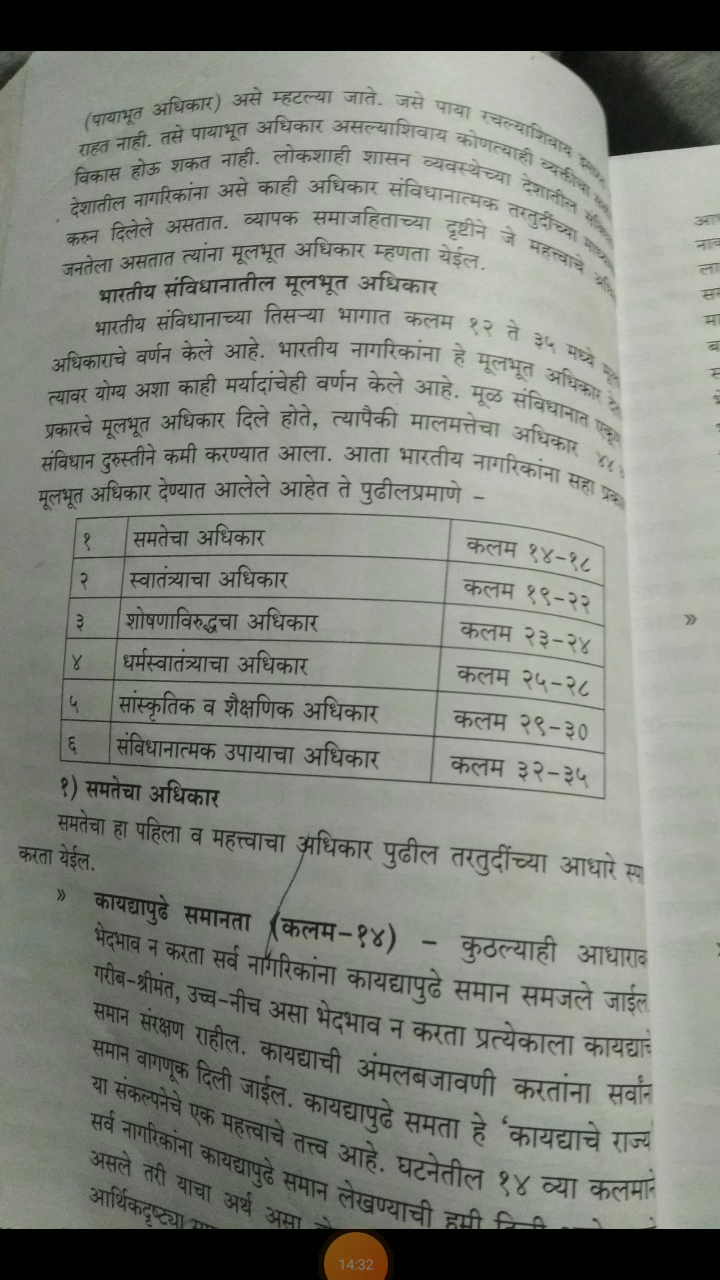 (पायाभूत अधिकार) असे म्हटल्या जाते. जसे पाया रचल्याशिवाय
राहत नाही. तसे पायाभूत अधिकार असल्याशिवाय कोणत्याही व्यक्तीचा
विकास होऊ शकत नाही. लोकशाही शासन व्यवस्थेच्या देशातील
देशातील नागरिकांना असे काही अधिकार संविधानात्मक तरतुदींच्या
करुन दिलेले असतात. व्यापक समाजहिताच्या दृष्टीने जे महत्त्वाचे
जनतेला असतात त्यांना मूलभूत अधिकार म्हणता येईल.
भारतीय संविधानातील मूलभूत अधिकार
भारतीय संविधानाच्या तिसऱ्या भागात कलम १२ ते ३५ मध्ये
अधिकाराचे वर्णन केले आहे. भारतीय नागरिकांना हे मूलभूत अधिकार
त्यावर योग्य अशा काही मर्यादांचेही वर्णन केले आहे. मूळ संविधानात
प्रकारचे मूलभूत अधिकार दिले होते, त्यापैकी मालमत्तेचा अधिकार ४४
संविधान दुरुस्तीने कमी करण्यात आला. आता भारतीय नागरिकांना सहा
मूलभूत अधिकार देण्यात आलेले आहेत ते पुढीलप्रमाणे –
१ समतेचा अधिकार कलम १४-१८
२ स्वातंत्र्याचा अधिकार कलम १९-२२
३ शोषणाविरुद्धचा अधिकार कलम २३-२४
४ धर्मस्वातंत्र्याचा अधिकार कलम २५-२८
५ सांस्कृतिक व शैक्षणिक अधिकार कलम २९-३०
६ संविधानात्मक उपायाचा अधिकार कलम ३२-३५
१) समतेचा अधिकार
समतेचा हा पहिला व महत्त्वाचा अधिकार पुढील तरतुदींच्या आधारे
करता येईल.
» कायद्यापुढे समानता (कलम-१४) – कुठल्याही
भेदभाव न करता सर्व नागरिकांना कायद्यापुढे समान समजले जाईल
गरीब-श्रीमंत, उच्च-नीच असा भेदभाव न करता प्रत्येकाला
समान संरक्षण राहील. कायद्याची अंमलबजावणी करतांना
समान वागणूक दिली जाईल. कायद्यापुढे समता हे ‘कायद्याचे राज्य
या संकल्पनेचे एक महत्त्वाचे तत्त्व आहे. घटनेतील १४ व्या
सर्व नागरिकांना कायद्यापुढे समान लेखण्याची हमी
असले तरी याचा अर्थ असा
आर्थिकदृष्ट्या
»
14:32